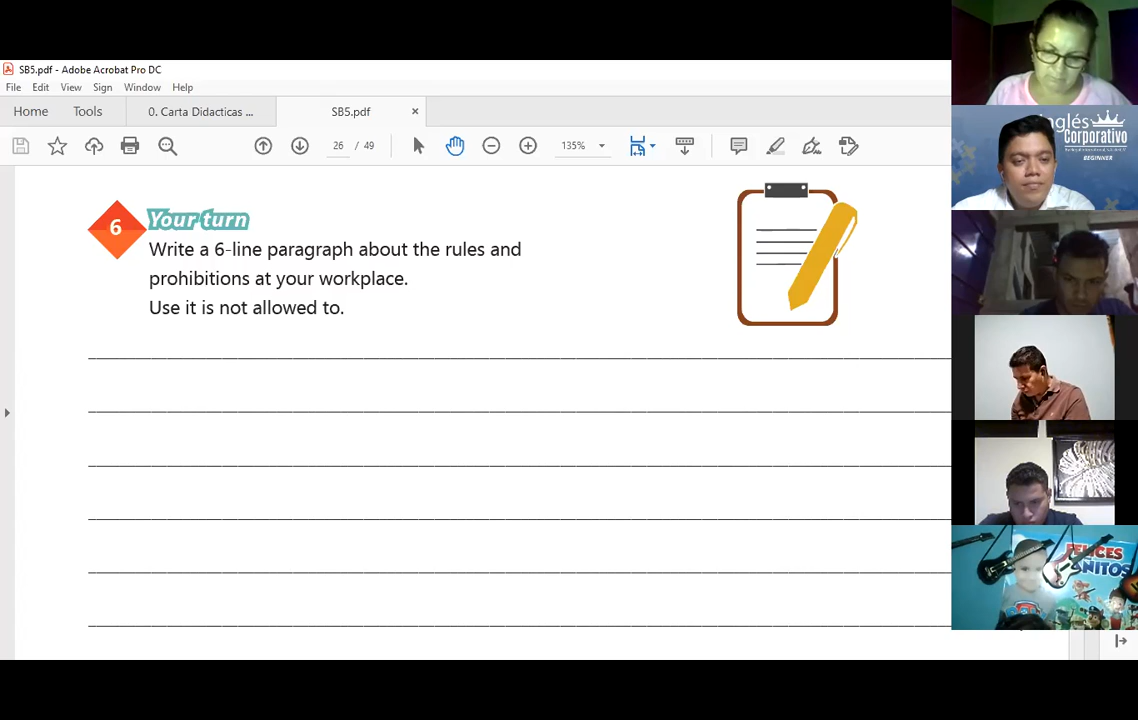 SB5.pdf - Adobe Acrobat Pro DC
File Edit View Sign Window Help
Home Tools 0. Carta Didacticas ... SB5.pdf ×
26 / 49 135%
6 Your turn
Write a 6-line paragraph about the rules and
prohibitions at your workplace.
Use it is not allowed to.
Inglés
Corporativo
BEGINNER
FELICES